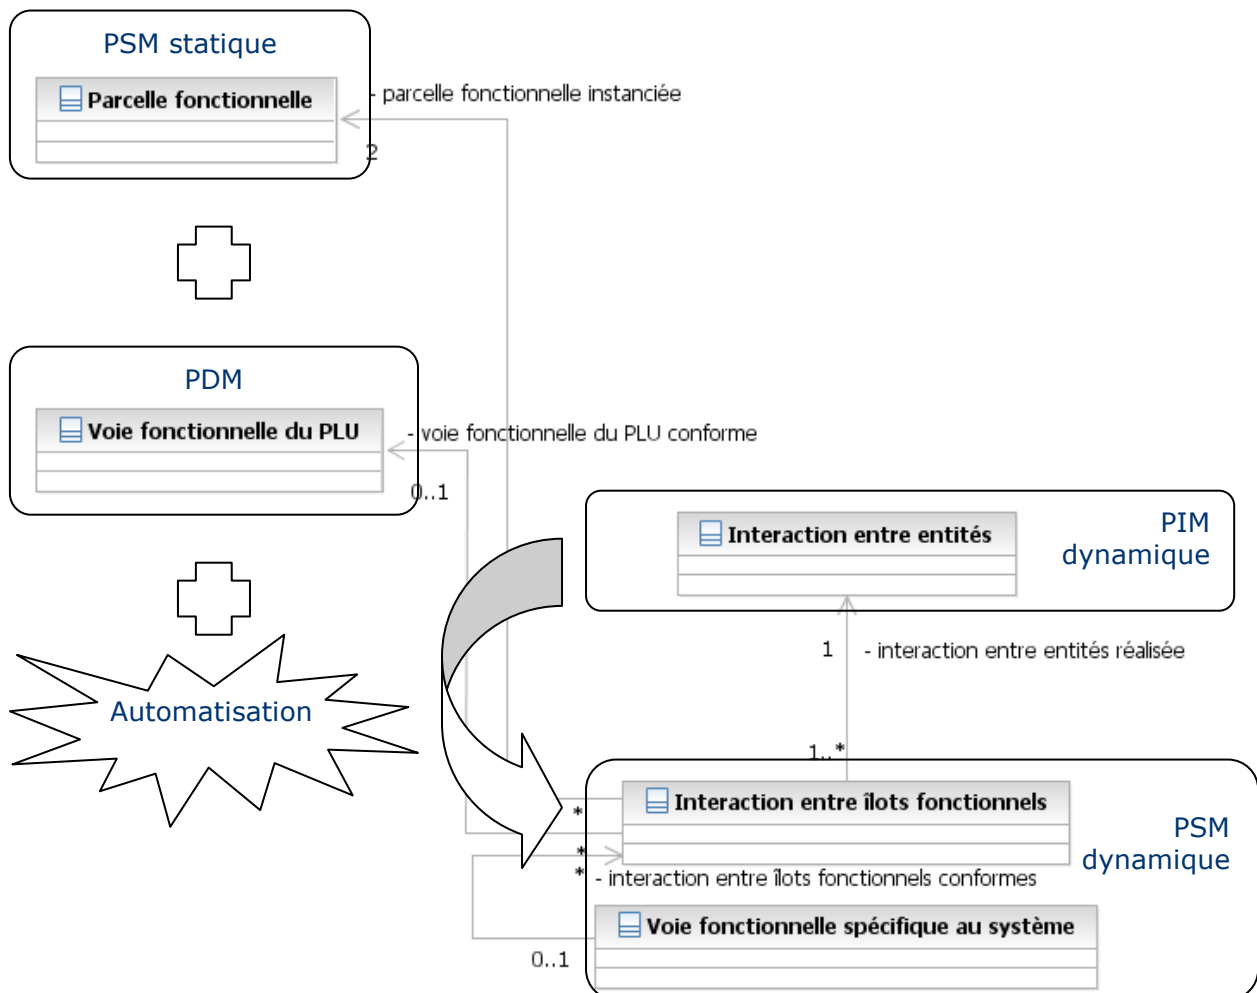 PSM statique
Parcelle fonctionnelle
- parcelle fonctionnelle instanciée
2
PDM
Voie fonctionnelle du PLU
- voie fonctionnelle du PLU conforme
0..1
Interaction entre entités
PIM
dynamique
1
- interaction entre entités réalisée
Automatisation
1..*
Interaction entre îlots fonctionnels
*
PSM
dynamique
*
*
- interaction entre îlots fonctionnels conformes
Voie fonctionnelle spécifique au système
0..1